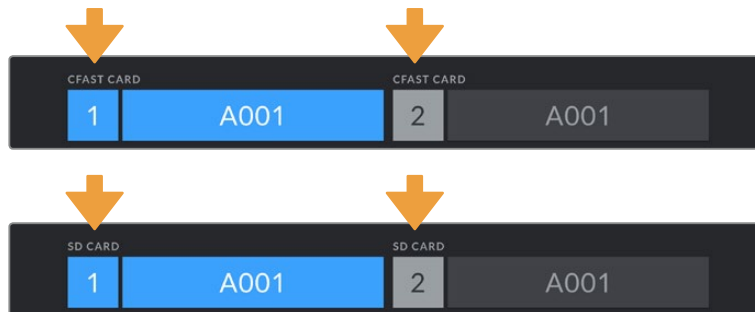 CFAST CARD CFAST CARD
1 A001 2 A001
SD CARD SD CARD
1 A001 2 A001